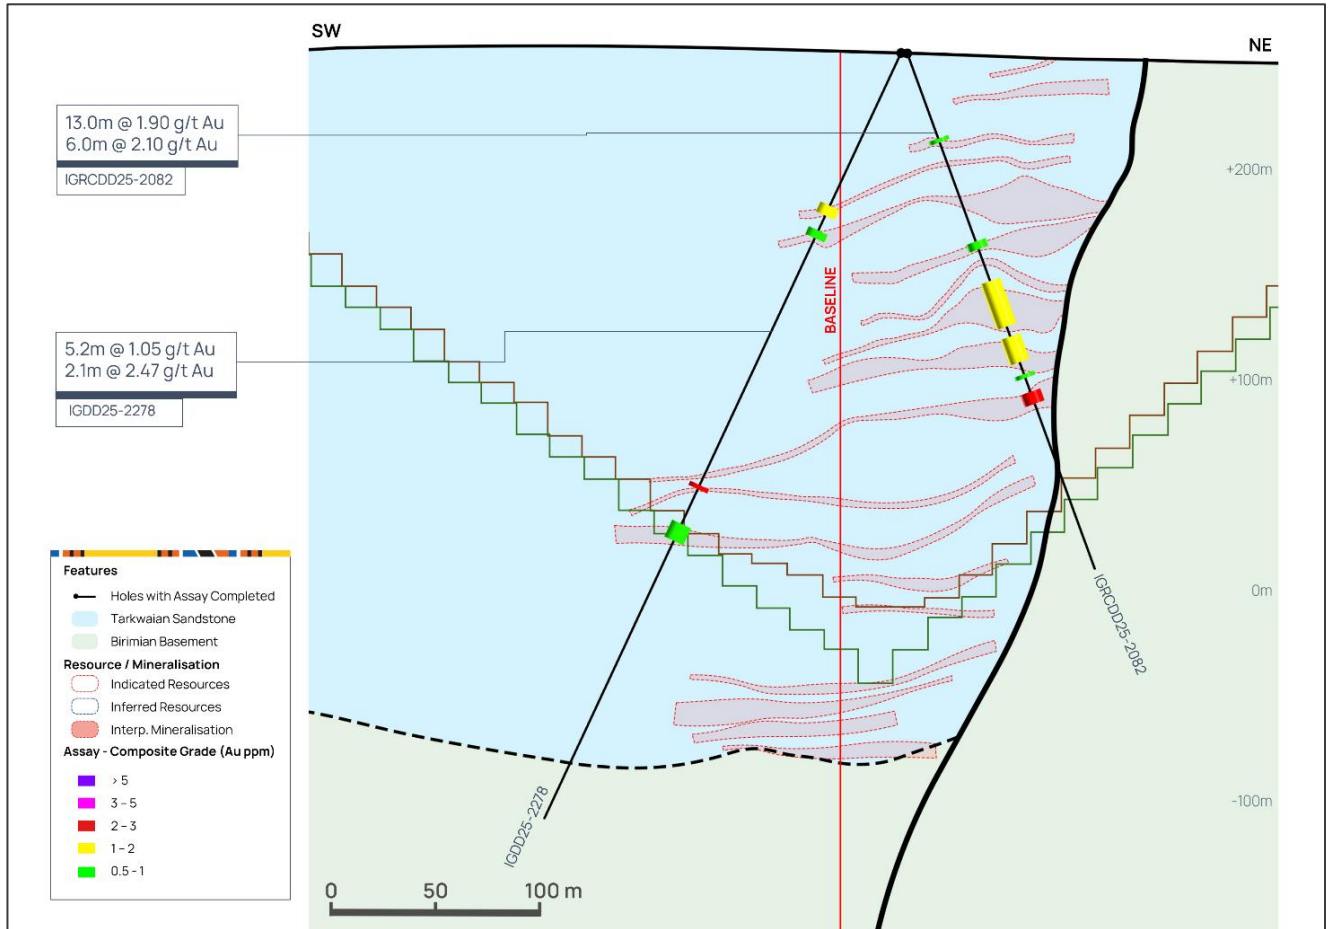 SW
NE
13.0m @ 1.90 g/t Au
6.0m @ 2.10 g/t Au
IGRCDD25-2082
+200m
BASELINE
5.2m @ 1.05 g/t Au
2.1m @ 2.47 g/t Au
IGDD25-2278
+100m
0m
IGRCDD25-2082
-100m
IGDD25-2278
Features
Holes with Assay Completed
Tarkwaian Sandstone
Birimian Basement
Resource / Mineralisation
Indicated Resources
Inferred Resources
Interp. Mineralisation
Assay - Composite Grade (Au ppm)
> 5
3 - 5
2 - 3
1 - 2
0.5 - 1
0 50 100 m